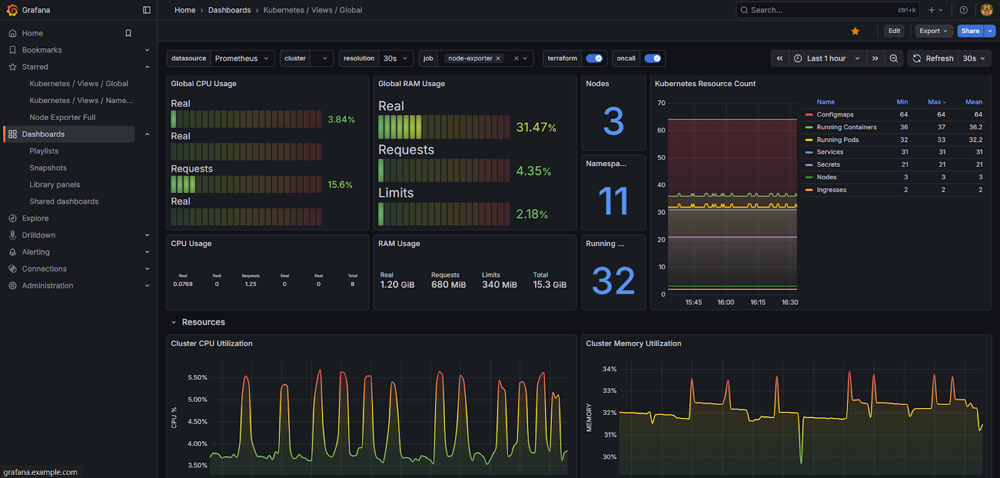 Grafana
Home › Dashboards › Kubernetes / Views / Global
Search...
ctrl+k
Edit
Export
Share
Home
Bookmarks
Starred
Kubernetes / Views / Global
Kubernetes / Views / Name...
Node Exporter Full
Dashboards
Playlists
Snapshots
Library panels
Shared dashboards
Explore
Drilldown
Alerting
Connections
Administration
grafana.example.com
datasource Prometheus
cluster
resolution 30s
job node-exporter
terraform
oncall
Last 1 hour
Refresh 30s
Global CPU Usage
Real
3.84%
Real
Requests
15.6%
Real
Global RAM Usage
Real
31.47%
Requests
4.35%
Limits
2.18%
Nodes
3
Namespa...
11
Running ...
32
CPU Usage
Real Real Requests Real Real Total
0.0769 0 1.25 0 0 8
RAM Usage
Real Requests Limits Total
1.20 GiB 680 MiB 340 MiB 15.3 GiB
Kubernetes Resource Count
70
60
50
40
30
20
10
0
15:45 16:00 16:15 16:30
Name Min Max Mean
Configmaps 64 64 64
Running Containers 36 37 36.2
Running Pods 32 33 32.2
Services 31 31 31
Secrets 21 21 21
Nodes 3 3 3
Ingresses 2 2 2
Resources
Cluster CPU Utilization
CPU %
5.50%
5.00%
4.50%
4.00%
3.50%
Cluster Memory Utilization
MEMORY
34%
33%
32%
31%
30%